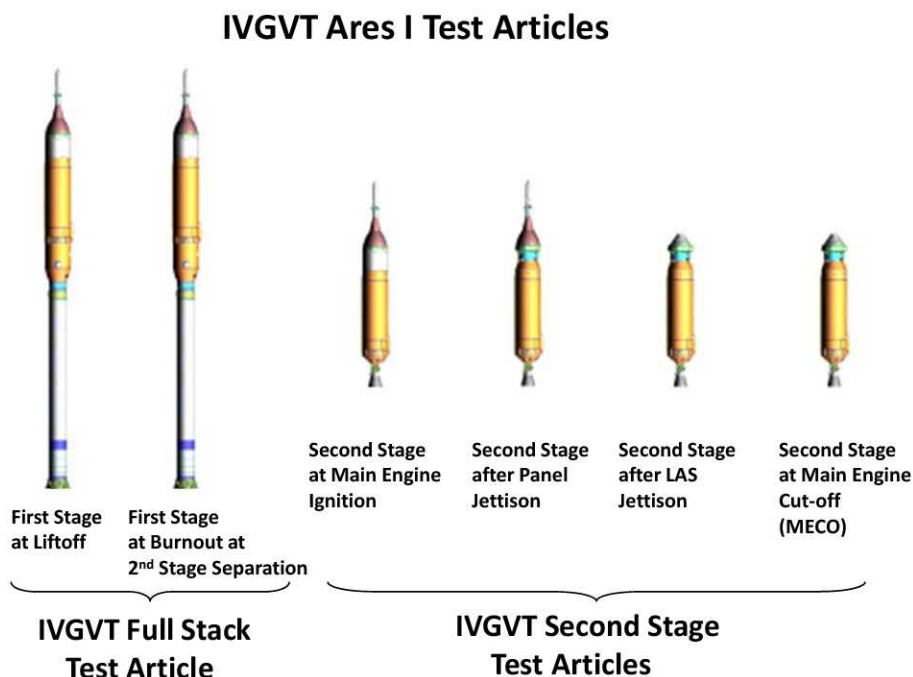 IVGVT Ares I Test Articles
First Stage
at Liftoff
First Stage
at Burnout at
2nd Stage Separation
Second Stage
at Main Engine
Ignition
Second Stage
after Panel
Jettison
Second Stage
after LAS
Jettison
Second Stage
at Main Engine
Cut-off
(MECO)
IVGVT Full Stack
Test Article
IVGVT Second Stage
Test Articles